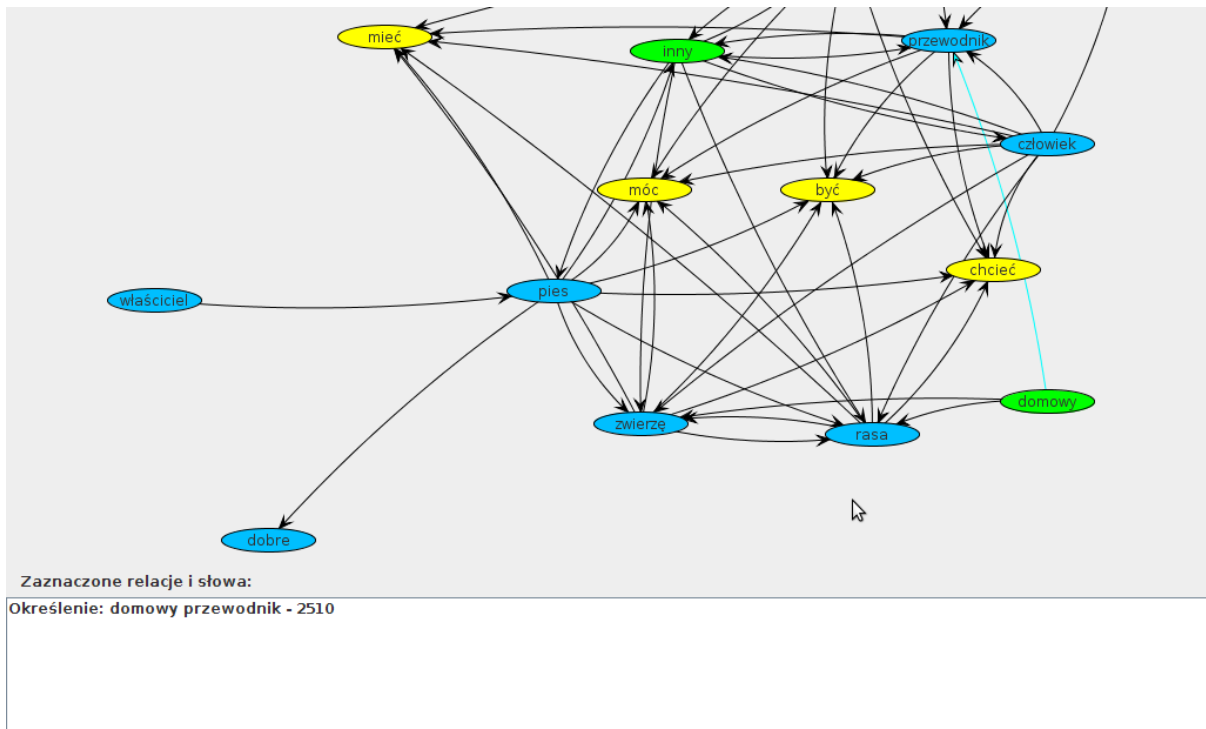 mieć
inny
przewodnik
człowiek
móc
być
chcieć
właściciel
pies
domowy
zwierzę
rasa
dobre
Zaznaczone relacje i słowa:
Określenie: domowy przewodnik - 2510